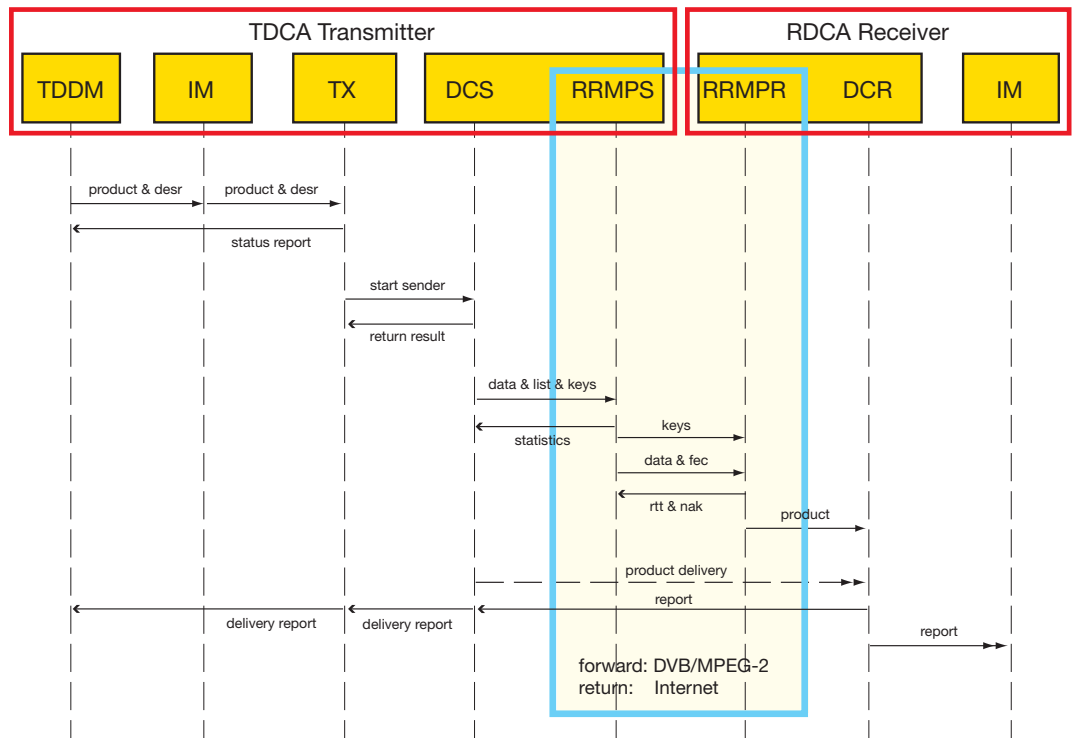 TDCA Transmitter
RDCA Receiver
TDDM
IM
TX
DCS
RRMPS
RRMPR
DCR
IM
product & desr
product & desr
status report
start sender
return result
data & list & keys
statistics
keys
data & fec
rtt & nak
product
product delivery
report
delivery report
delivery report
report
forward: DVB/MPEG-2
return: Internet